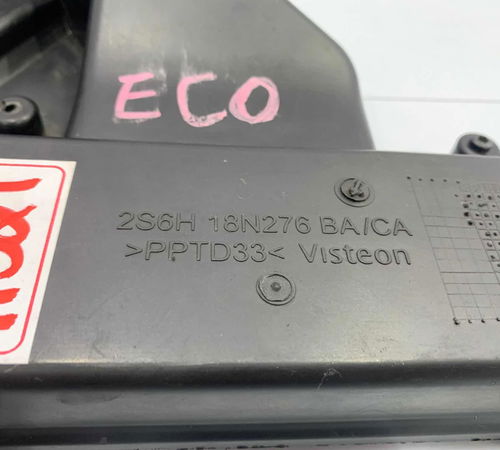 ECO
2S6H 18N276 BA/CA
>PPTD33< Visteon